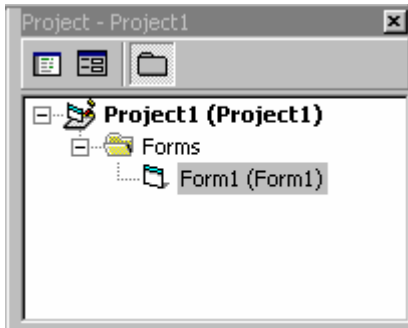 Project - Project1
Project1 (Project1)
Forms
Form1 (Form1)